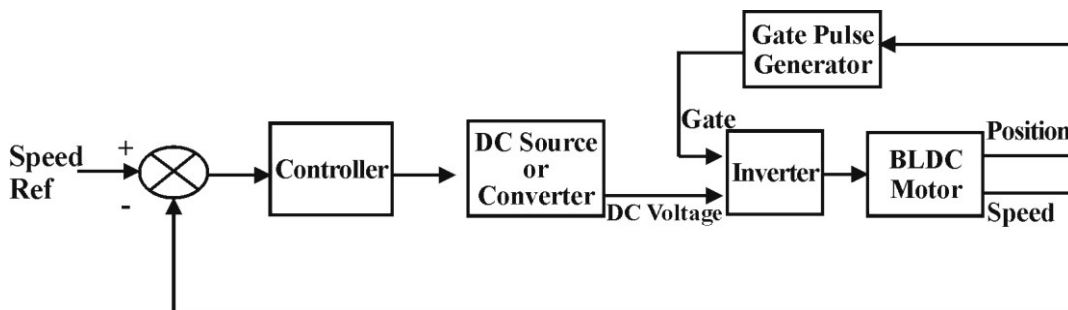 Gate Pulse
Generator
Gate
Speed
Ref
+
-
Controller
DC Source
or
Converter
DC Voltage
Inverter
BLDC
Motor
Position
Speed